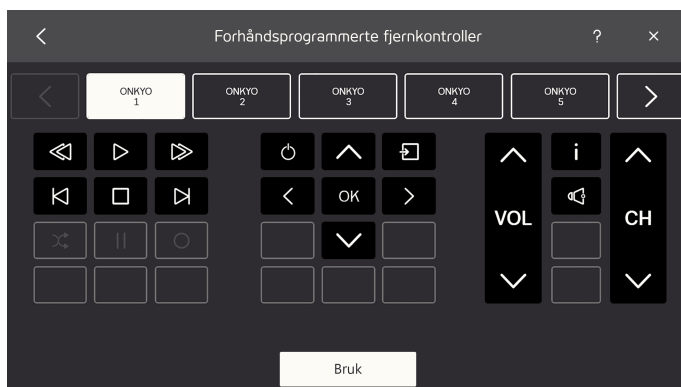 Forhåndsprogrammerte fjernkontroller ?
ONKYO
1
ONKYO
2
ONKYO
3
ONKYO
4
ONKYO
5
i
OK
VOL
CH
Bruk